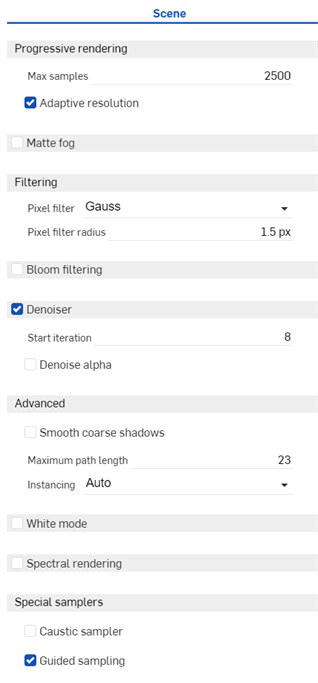 Scene
Progressive rendering
Max samples 2500
Adaptive resolution
Matte fog
Filtering
Pixel filter Gauss
Pixel filter radius 1.5 px
Bloom filtering
Denoiser
Start iteration 8
Denoise alpha
Advanced
Smooth coarse shadows
Maximum path length 23
Instancing Auto
White mode
Spectral rendering
Special samplers
Caustic sampler
Guided sampling